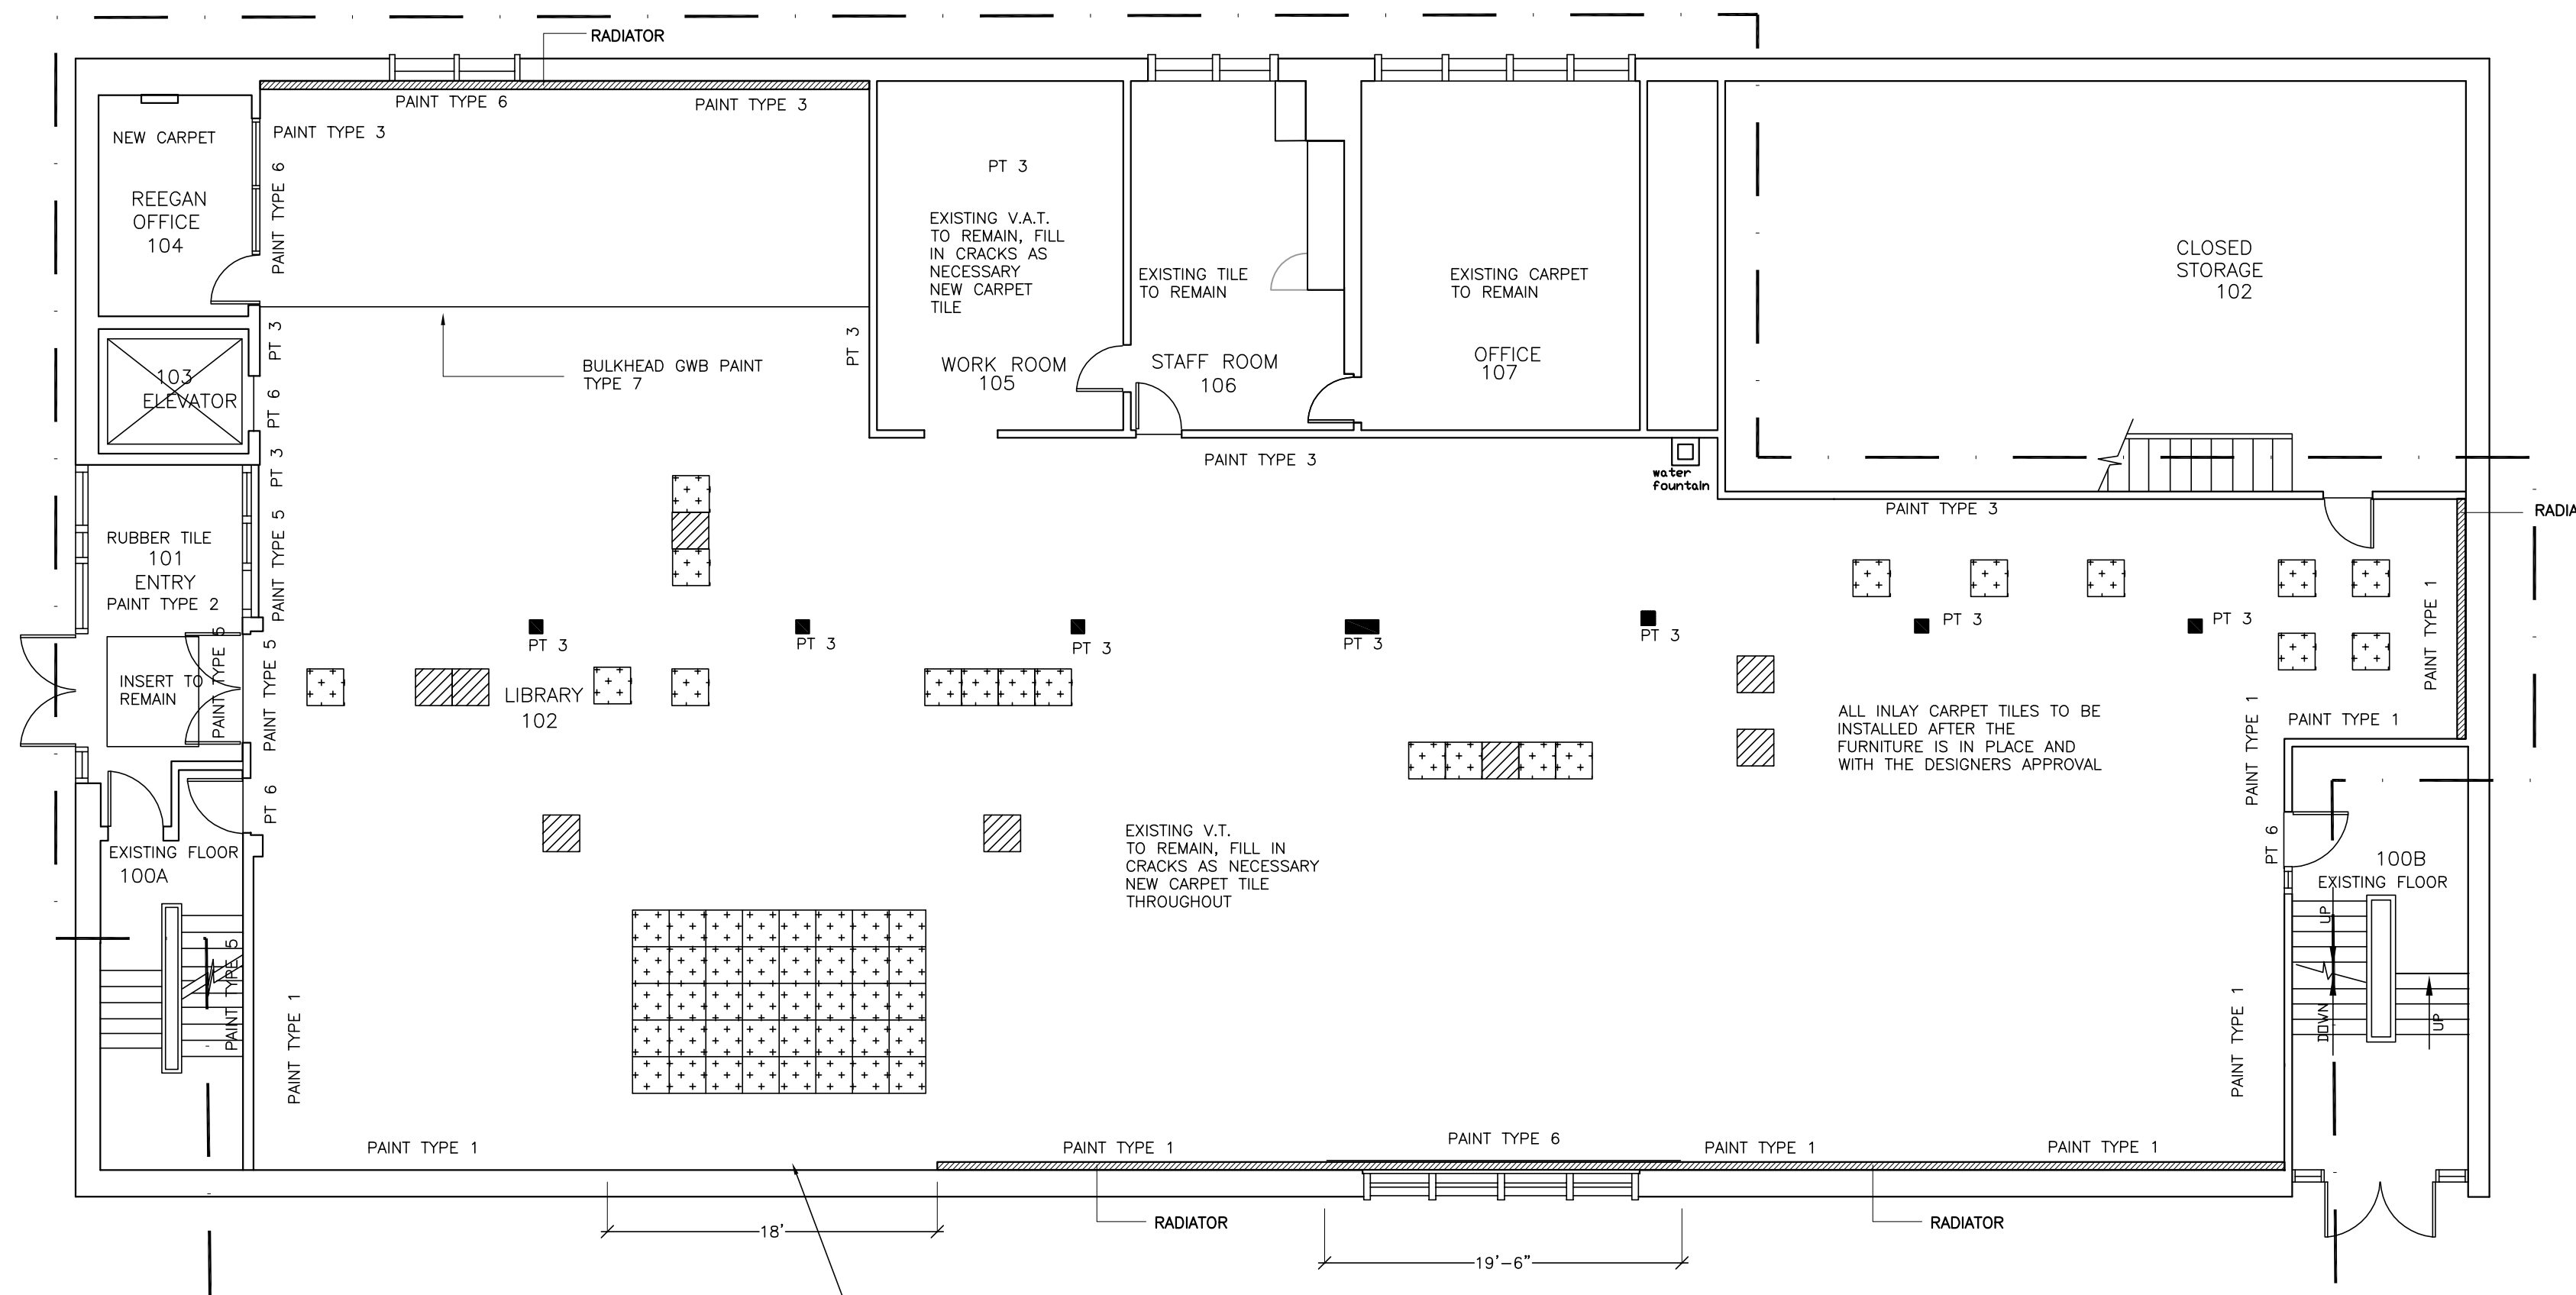 RADIATOR
PAINT TYPE 6
PAINT TYPE 3
PAINT TYPE 3
NEW CARPET
PAINT TYPE 6
REEGAN
OFFICE
104
PT 3
EXISTING V.A.T.
TO REMAIN, FILL
IN CRACKS AS
NECESSARY
NEW CARPET
TILE
WORK ROOM
105
EXISTING TILE
TO REMAIN
STAFF ROOM
106
EXISTING CARPET
TO REMAIN
OFFICE
107
CLOSED
STORAGE
102
PT 3
PT 3
BULKHEAD GWB PAINT
TYPE 7
103
ELEVATOR
PT 6
PT 3
PAINT TYPE 3
water
fountain
PAINT TYPE 3
RADIA
RUBBER TILE
101
ENTRY
PAINT TYPE 2
PAINT TYPE 5
PAINT TYPE 5
PAINT TYPE 5
INSERT TO
REMAIN
PT 3
PT 3
PT 3
PT 3
PT 3
PT 3
PT 3
PAINT TYPE 1
LIBRARY
102
ALL INLAY CARPET TILES TO BE
INSTALLED AFTER THE
FURNITURE IS IN PLACE AND
WITH THE DESIGNERS APPROVAL
PAINT TYPE 1
PAINT TYPE 1
PT 6
PT 6
EXISTING FLOOR
100A
EXISTING V.T.
TO REMAIN, FILL IN
CRACKS AS NECESSARY
NEW CARPET TILE
THROUGHOUT
100B
EXISTING FLOOR
UP
DOWN
UP
PAINT TYPE 5
PAINT TYPE 1
PAINT TYPE 1
PAINT TYPE 1
PAINT TYPE 1
PAINT TYPE 6
PAINT TYPE 1
PAINT TYPE 1
18'
RADIATOR
19'-6"
RADIATOR